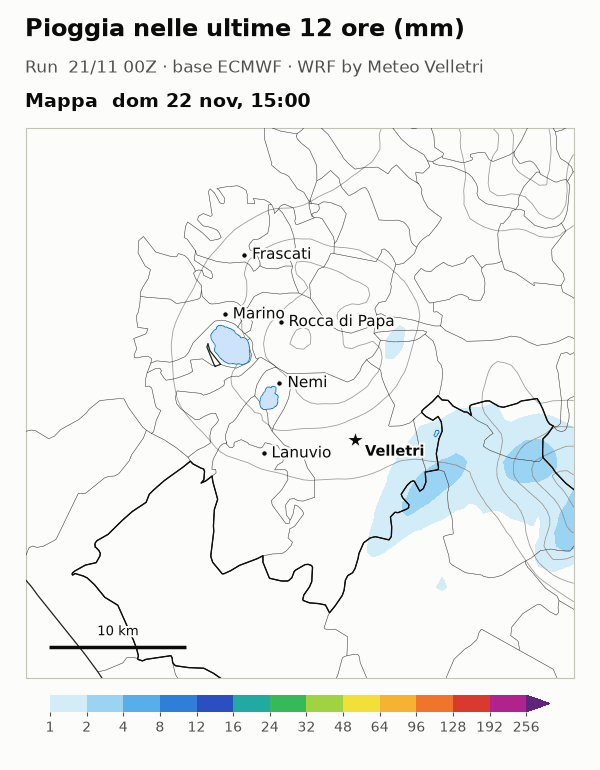 Pioggia nelle ultime 12 ore (mm)
Run  21/11 00Z · base ECMWF · WRF by Meteo Velletri
Mappa  dom 22 nov, 15:00
Frascati
Marino
Rocca di Papa
Nemi
Velletri
Lanuvio
10 km
1 2 4 8 12 16 24 32 48 64 96 128 192 256